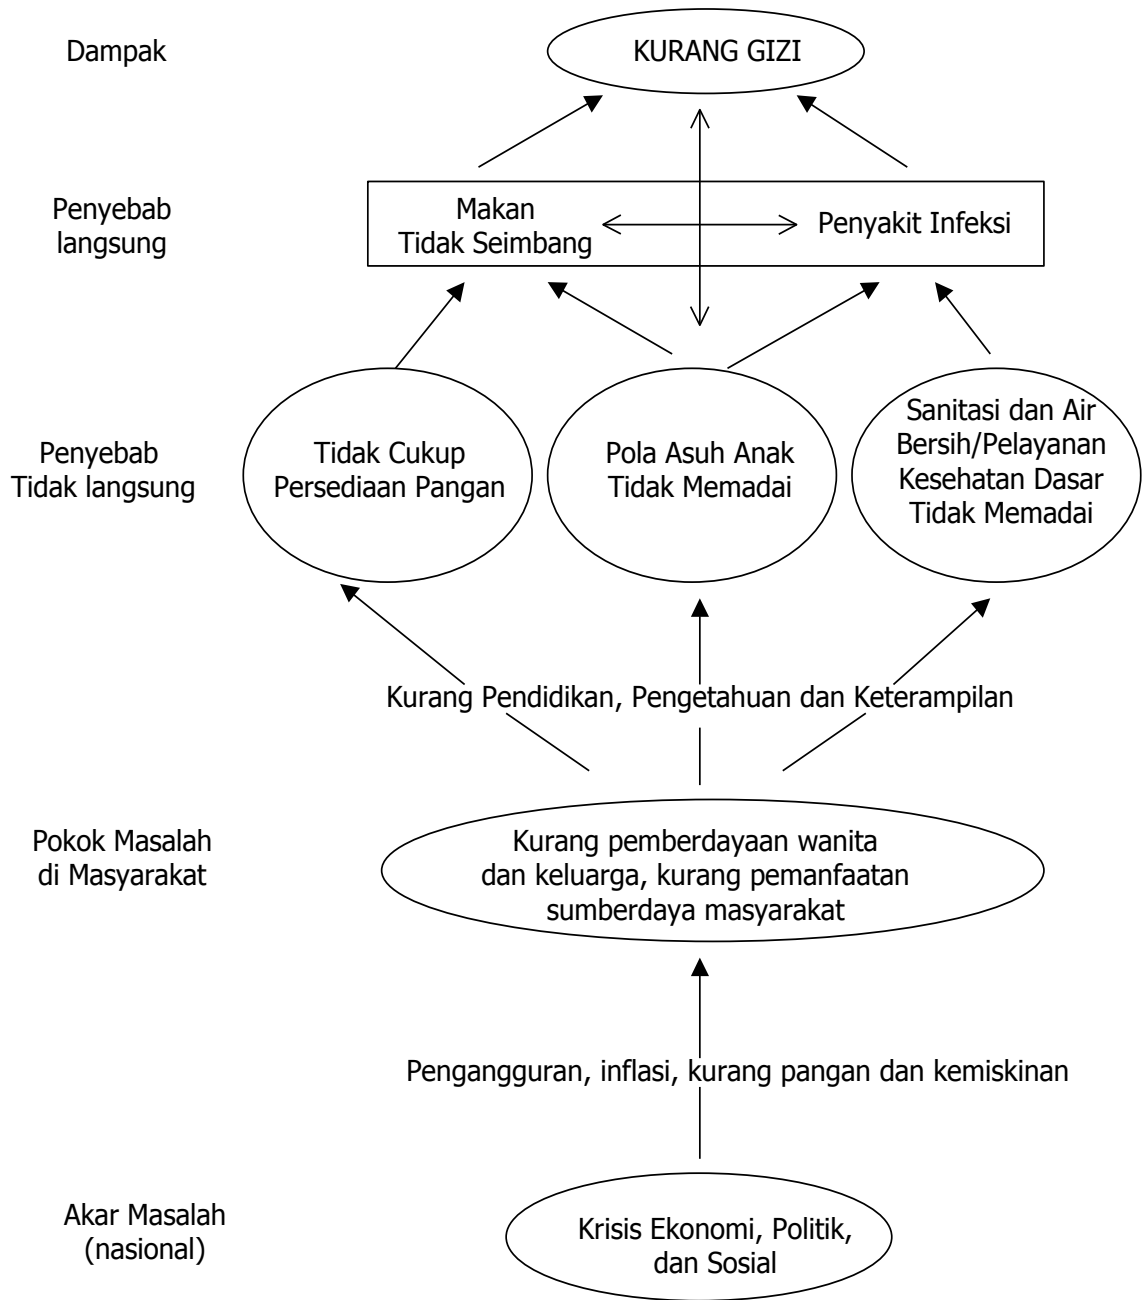 Dampak
KURANG GIZI
Penyebab
langsung
Makan
Tidak Seimbang
Penyakit Infeksi
Penyebab
Tidak langsung
Tidak Cukup
Persediaan Pangan
Pola Asuh Anak
Tidak Memadai
Sanitasi dan Air
Bersih/Pelayanan
Kesehatan Dasar
Tidak Memadai
Kurang Pendidikan, Pengetahuan dan Keterampilan
Pokok Masalah
di Masyarakat
Kurang pemberdayaan wanita
dan keluarga, kurang pemanfaatan
sumberdaya masyarakat
Pengangguran, inflasi, kurang pangan dan kemiskinan
Akar Masalah
(nasional)
Krisis Ekonomi, Politik,
dan Sosial